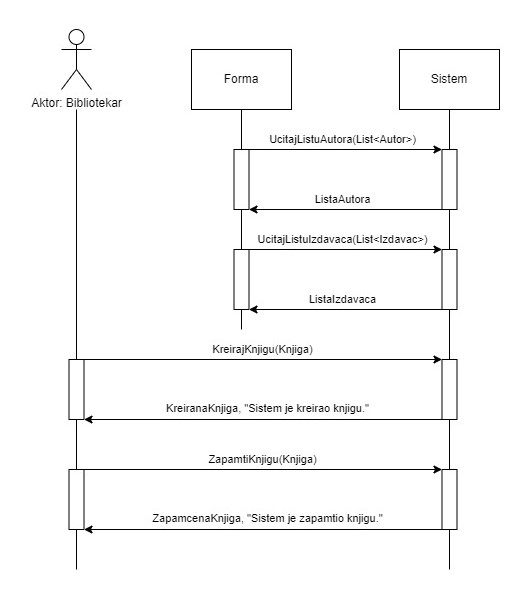 Forma
Sistem
Aktor: Bibliotekar
UcitajListuAutora(List<Autor>)
ListaAutora
UcitajListuIzdavaca(List<Izdavac>)
ListaIzdavaca
KreirajKnjigu(Knjiga)
KreiranaKnjiga, "Sistem je kreirao knjigu."
ZapamtiKnjigu(Knjiga)
ZapamcenaKnjiga, "Sistem je zapamtio knjigu."